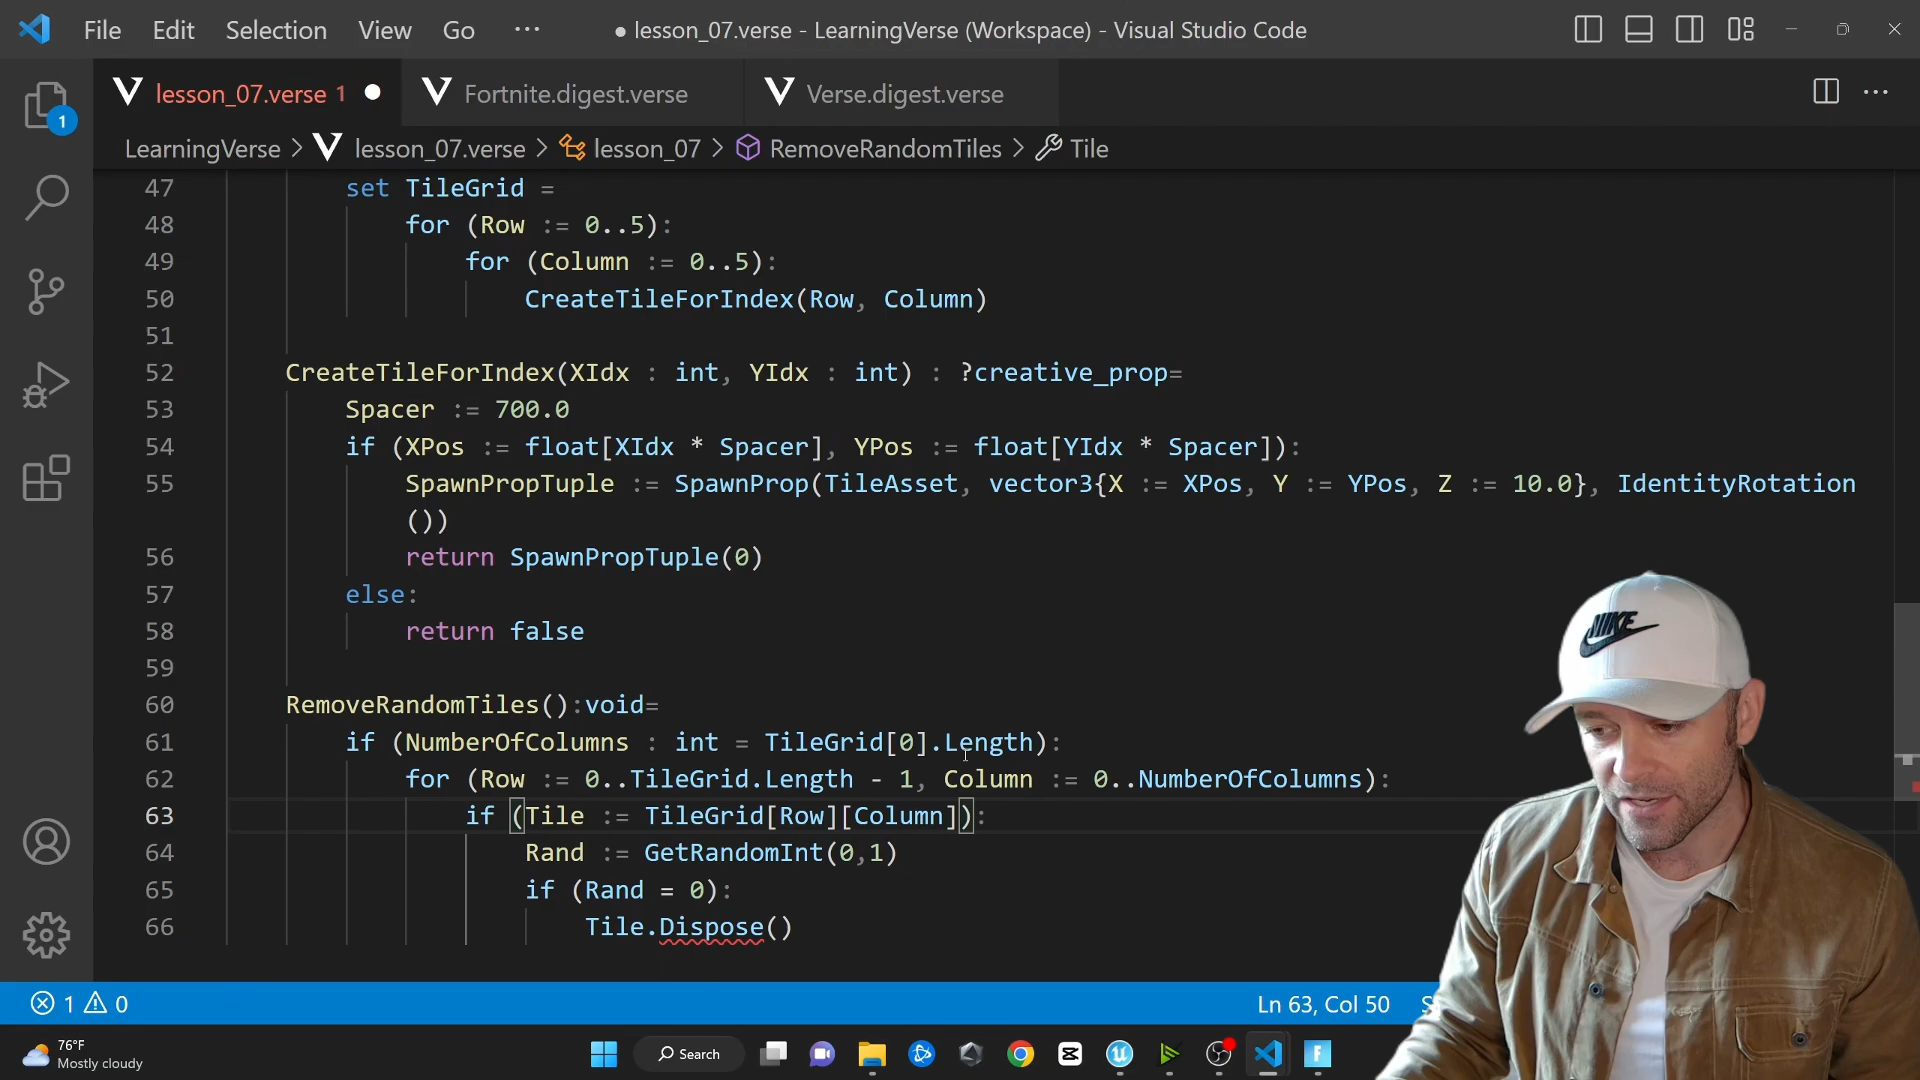 File Edit Selection View Go ···
● lesson_07.verse - LearningVerse (Workspace) - Visual Studio Code
lesson_07.verse 1 ●
Fortnite.digest.verse
Verse.digest.verse
1
LearningVerse > lesson_07.verse > lesson_07 > RemoveRandomTiles > Tile
47 set TileGrid =
48 for (Row := 0..5):
49 for (Column := 0..5):
50 CreateTileForIndex(Row, Column)
51
52 CreateTileForIndex(XIdx : int, YIdx : int) : ?creative_prop=
53 Spacer := 700.0
54 if (XPos := float[XIdx * Spacer], YPos := float[YIdx * Spacer]):
55 SpawnPropTuple := SpawnProp(TileAsset, vector3{X := XPos, Y := YPos, Z := 10.0}, IdentityRotation
())
56 return SpawnPropTuple(0)
57 else:
58 return false
59
60 RemoveRandomTiles():void=
61 if (NumberOfColumns : int = TileGrid[0].Length):
62 for (Row := 0..TileGrid.Length - 1, Column := 0..NumberOfColumns):
63 if (Tile := TileGrid[Row][Column]):
64 Rand := GetRandomInt(0,1)
65 if (Rand = 0):
66 Tile.Dispose()
NIKE
1 0
Ln 63, Col 50
76°F
Mostly cloudy
Search